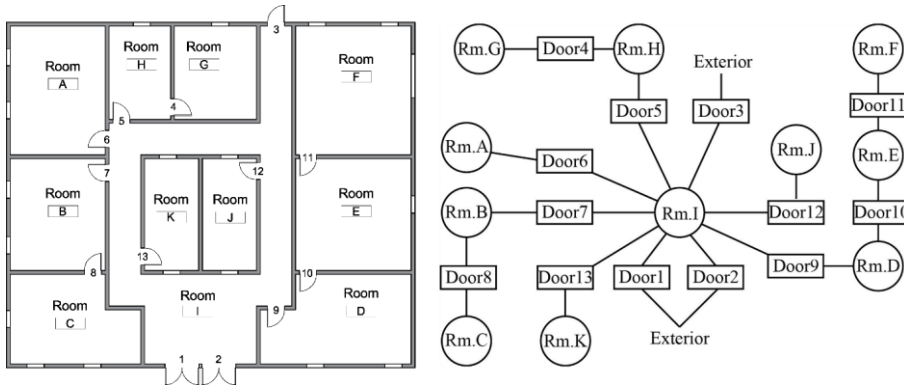 3
Room
A
Room
H
Room
G
Room
F
4
5
6
7
11
12
Room
B
Room
K
Room
J
Room
E
13
8
10
Room
C
Room
I
9
Room
D
1
2
Rm.G
Door4
Rm.H
Exterior
Rm.F
Door5
Door3
Door11
Rm.A
Door6
Rm.J
Rm.E
Rm.B
Door7
Rm.I
Door12
Door10
Door8
Door13
Door1
Door2
Door9
Rm.D
Rm.C
Rm.K
Exterior